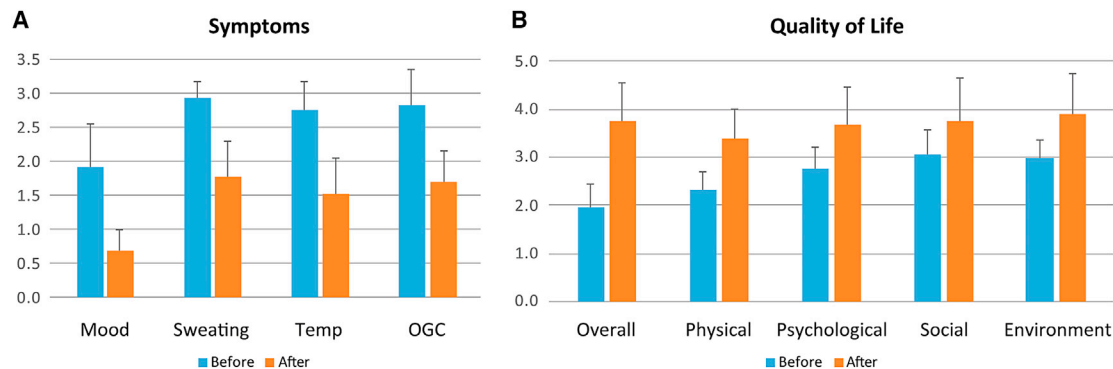 A
Symptoms
3.5
3.0
2.5
2.0
1.5
1.0
0.5
0.0
Mood Sweating Temp OGC
Before After
B
Quality of Life
5.0
4.0
3.0
2.0
1.0
0.0
Overall Physical Psychological Social Environment
Before After